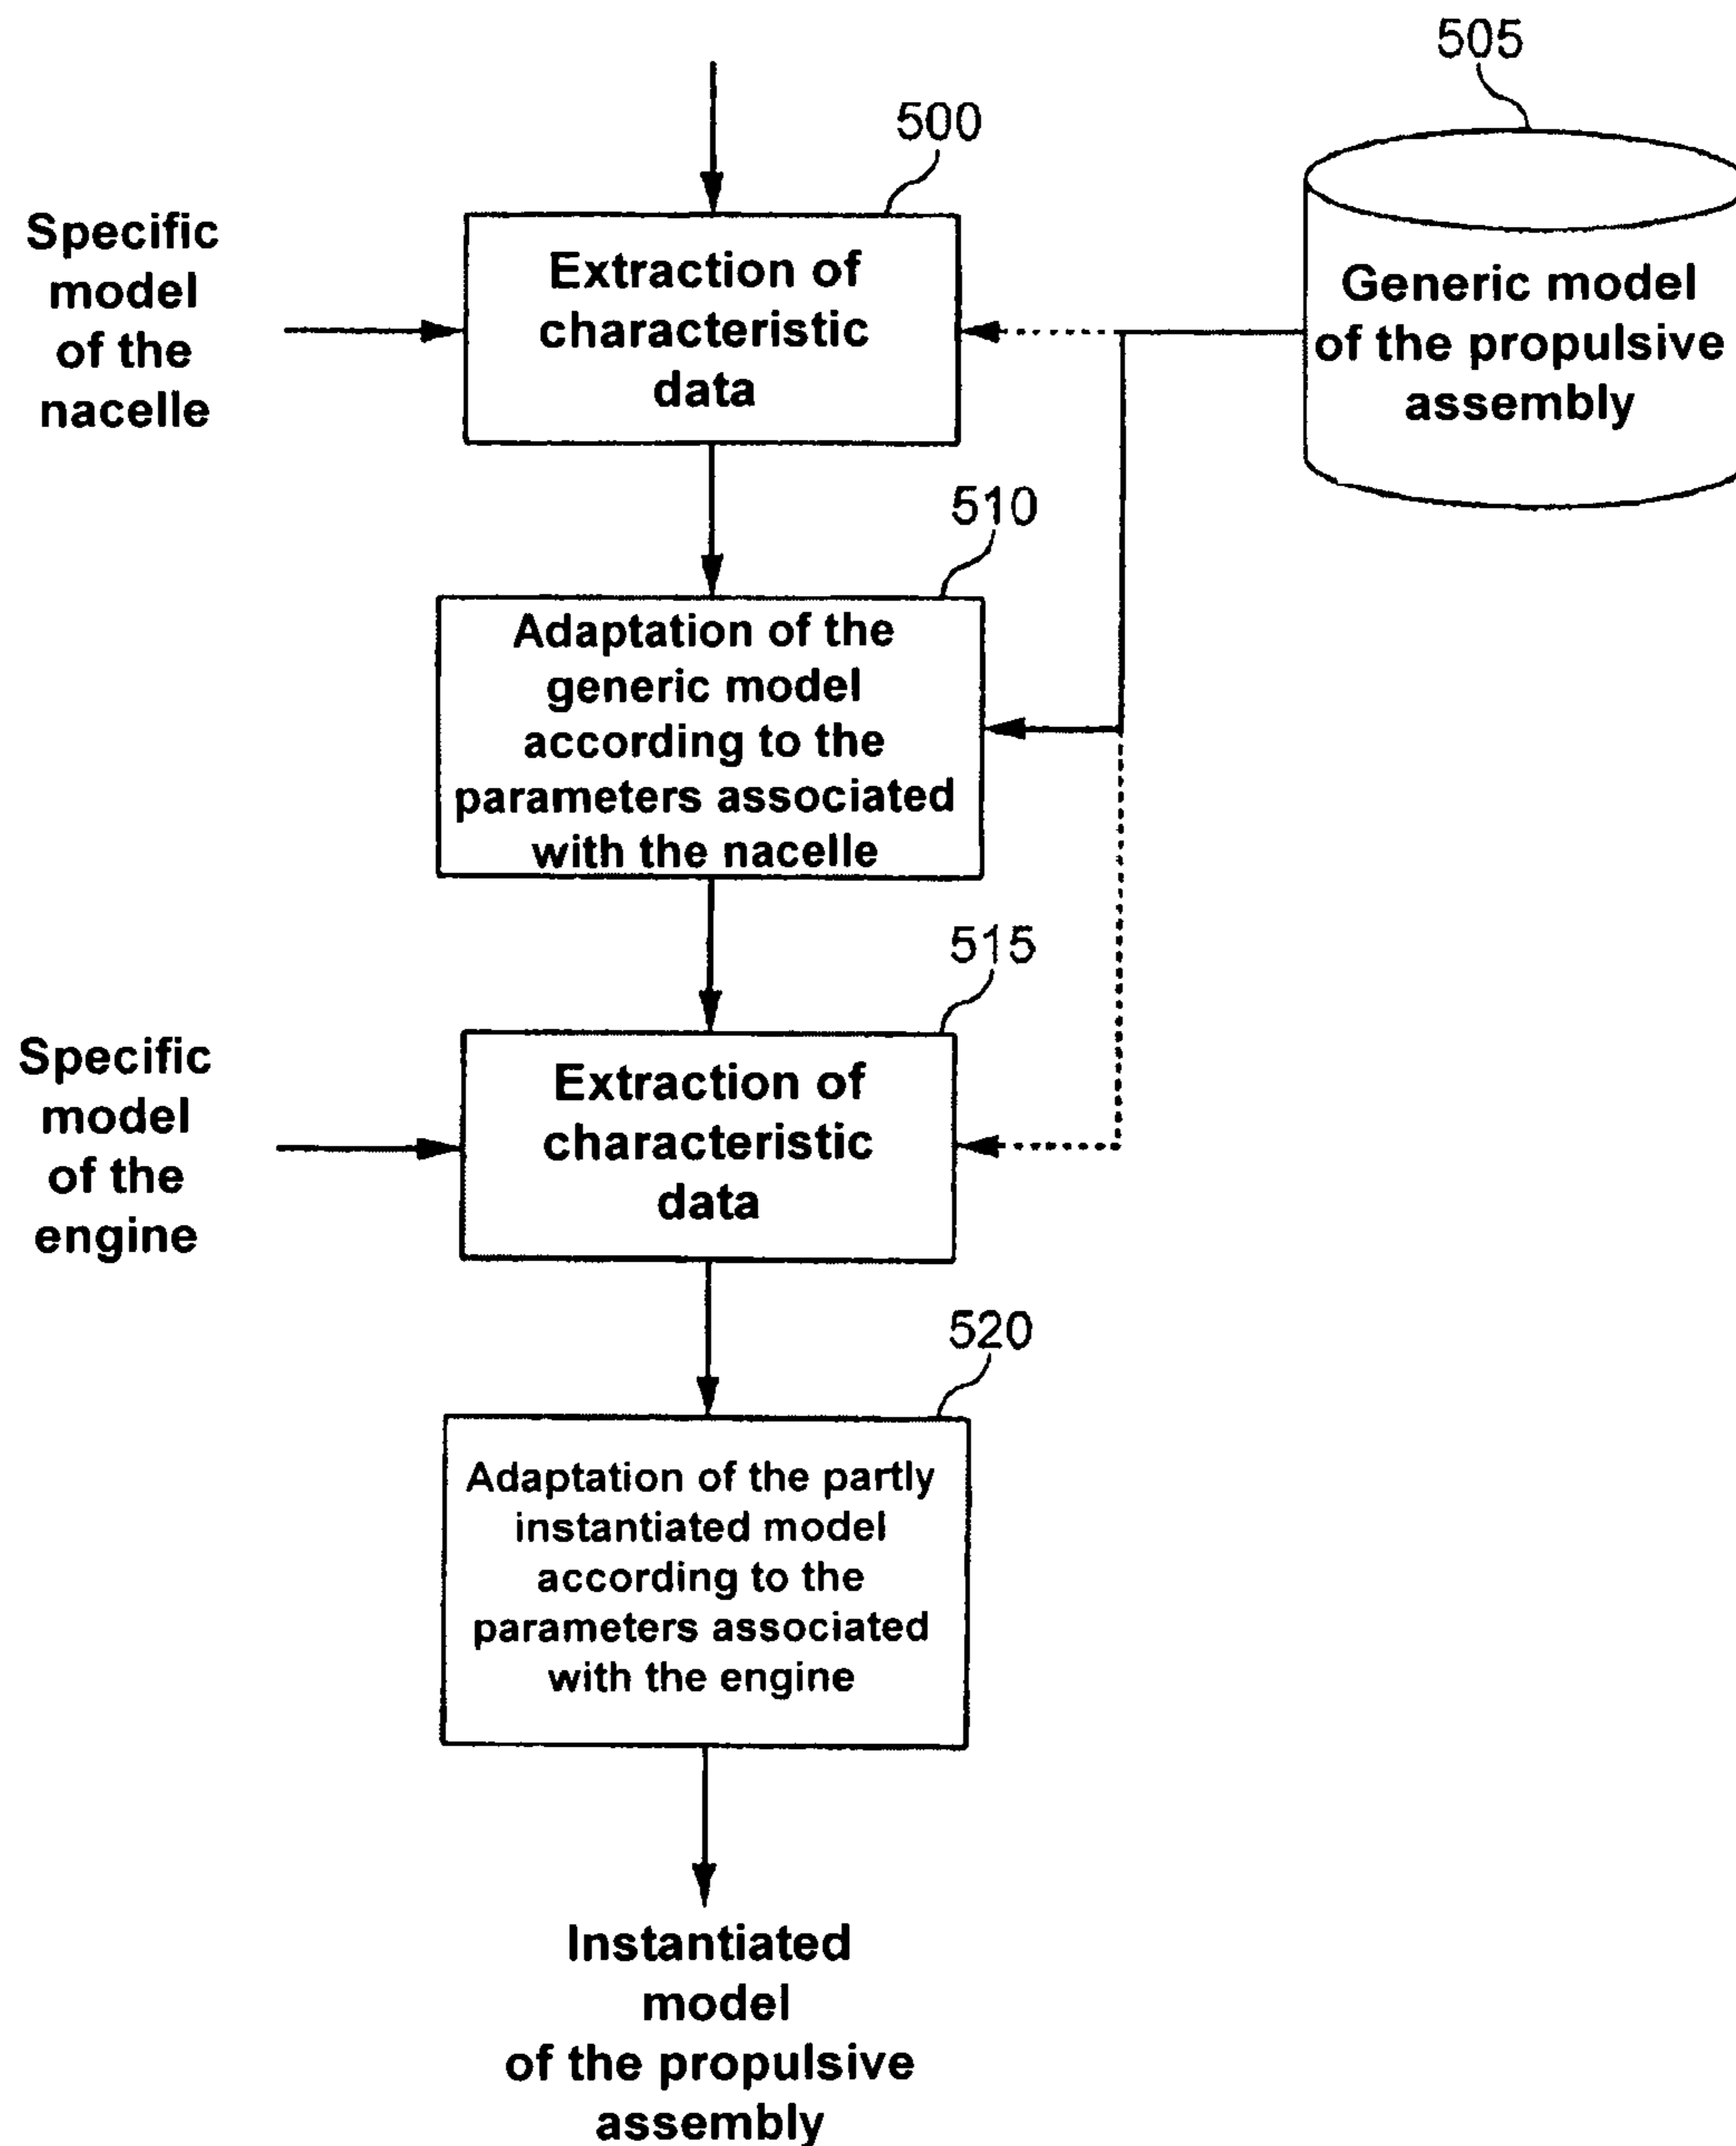 505
500
Specific
model
of the
nacelle
Extraction of
characteristic
data
Generic model
of the propulsive
assembly
510
Adaptation of the
generic model
according to the
parameters associated
with the nacelle
515
Specific
model
of the
engine
Extraction of
characteristic
data
520
Adaptation of the partly
instantiated model
according to the
parameters associated
with the engine
Instantiated
model
of the propulsive
assembly